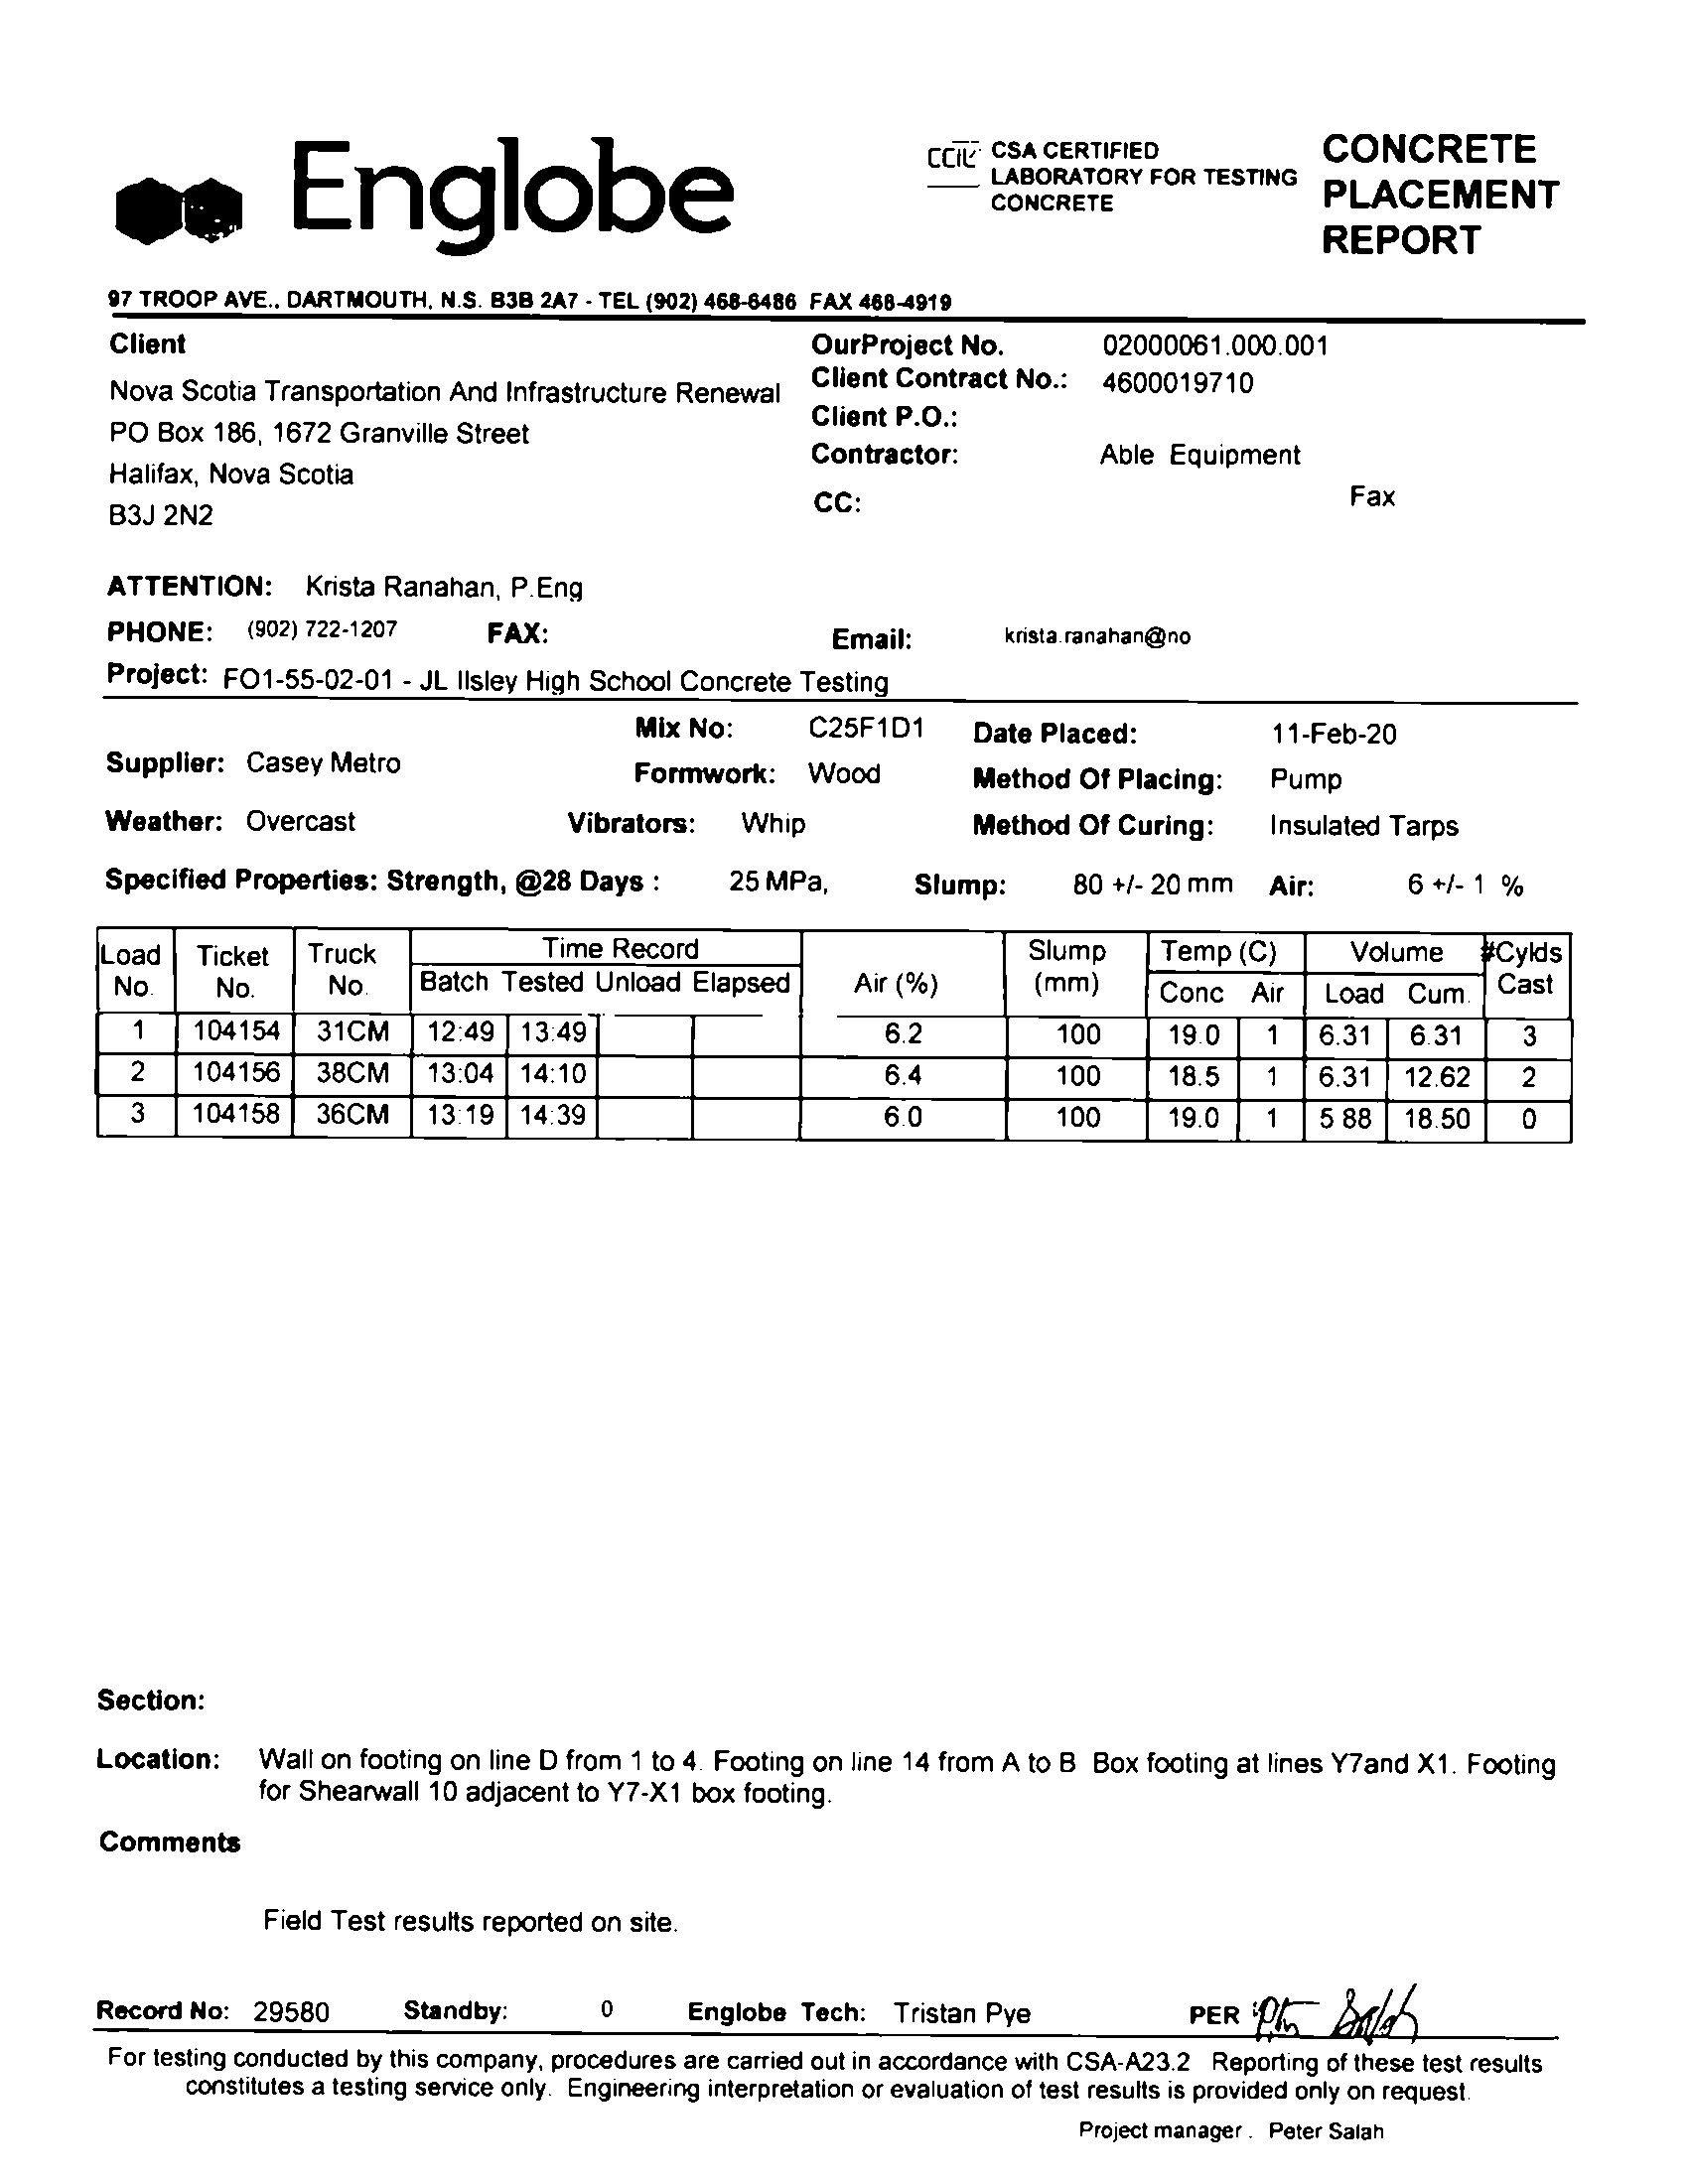 Englobe
CCIL CSA CERTIFIED
LABORATORY FOR TESTING
CONCRETE
CONCRETE
PLACEMENT
REPORT
97 TROOP AVE., DARTMOUTH, N.S. B3B 2A7 - TEL (902) 468-6486 FAX 468-4919
Client
Nova Scotia Transportation And Infrastructure Renewal
PO Box 186, 1672 Granville Street
Halifax, Nova Scotia
B3J 2N2
OurProject No. 02000061.000.001
Client Contract No.: 4600019710
Client P.O.:
Contractor: Able Equipment
CC: Fax
ATTENTION: Krista Ranahan, P.Eng
PHONE: (902) 722-1207 FAX: Email: krista.ranahan@no
Project: FO1-55-02-01 - JL Ilsley High School Concrete Testing
Mix No: C25F1D1 Date Placed: 11-Feb-20
Supplier: Casey Metro Formwork: Wood Method Of Placing: Pump
Weather: Overcast Vibrators: Whip Method Of Curing: Insulated Tarps
Specified Properties: Strength, @28 Days : 25 MPa, Slump: 80 +/- 20 mm Air: 6 +/- 1 %
Load Ticket Truck Time Record Slump Temp (C) Volume #Cylds
No. No. No. Batch Tested Unload Elapsed Air (%) (mm) Conc Air Load Cum. Cast
1 104154 31CM 12:49 13:49 6.2 100 19.0 1 6.31 6.31 3
2 104156 38CM 13:04 14:10 6.4 100 18.5 1 6.31 12.62 2
3 104158 36CM 13:19 14:39 6.0 100 19.0 1 5.88 18.50 0
Section:
Location: Wall on footing on line D from 1 to 4. Footing on line 14 from A to B Box footing at lines Y7and X1. Footing
for Shearwall 10 adjacent to Y7-X1 box footing.
Comments
Field Test results reported on site.
Record No: 29580 Standby: 0 Englobe Tech: Tristan Pye PER
For testing conducted by this company, procedures are carried out in accordance with CSA-A23.2 Reporting of these test results
constitutes a testing service only. Engineering interpretation or evaluation of test results is provided only on request.
Project manager. Peter Salah